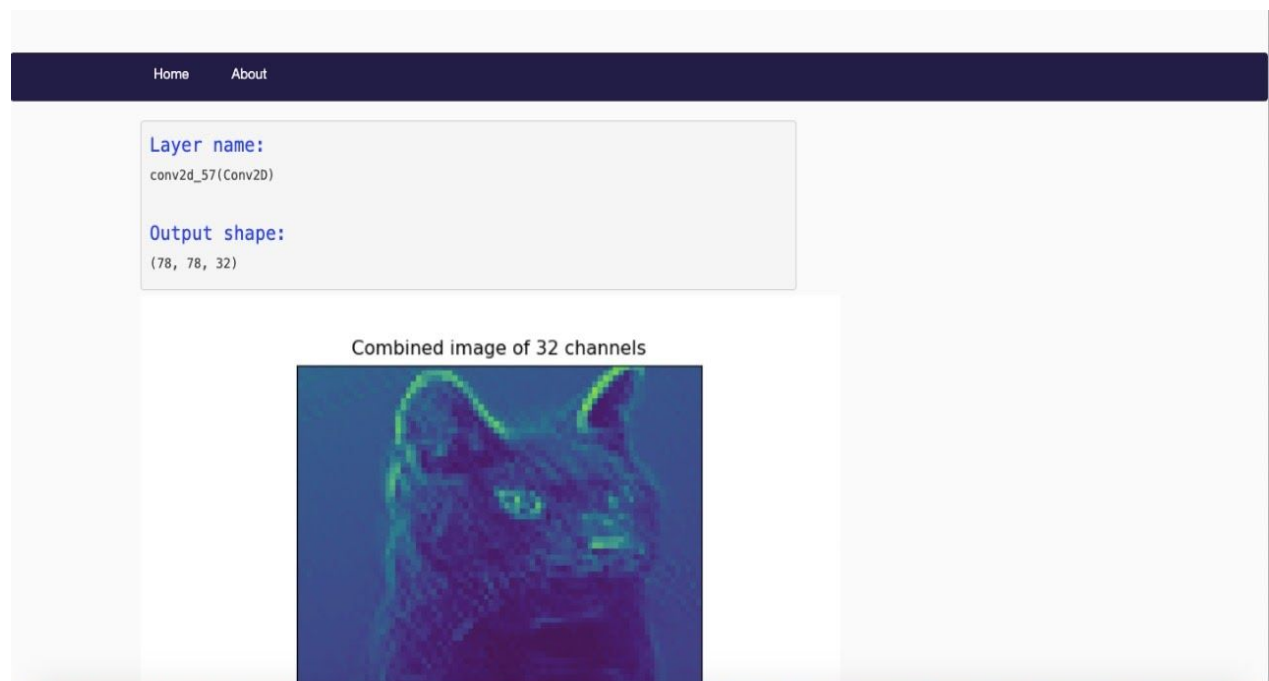 Home About
Layer name:
conv2d_57(Conv2D)
Output shape:
(78, 78, 32)
Combined image of 32 channels